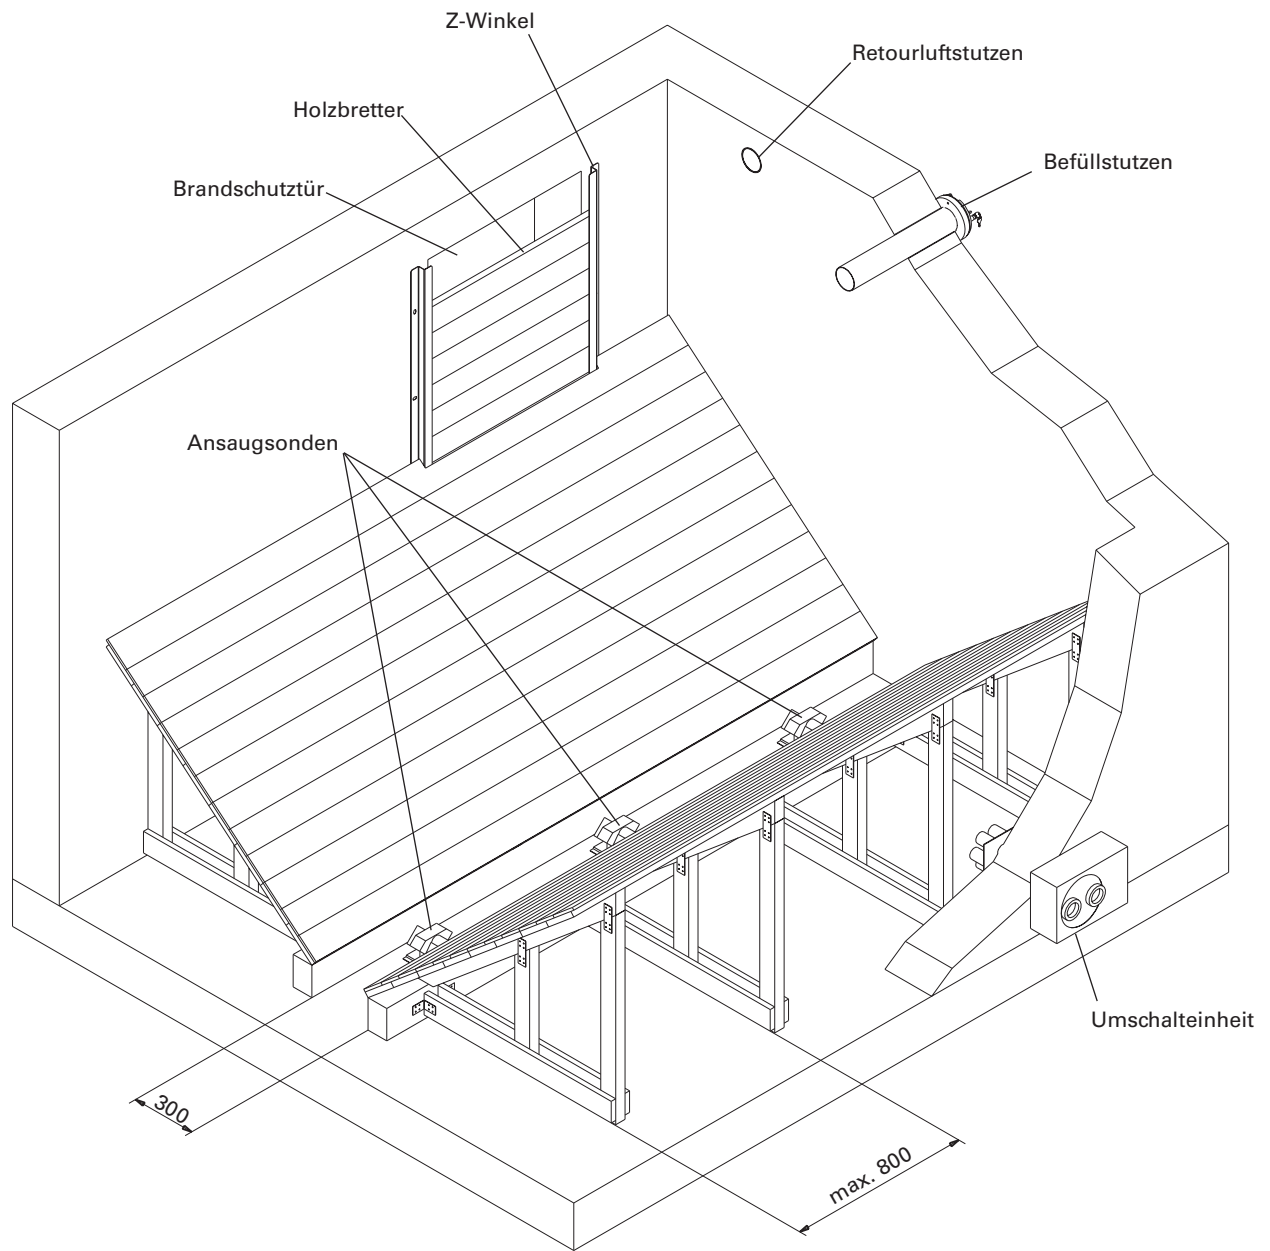 Z-Winkel
Retourluftstutzen
Holzbretter
Befüllstutzen
Brandschutztür
Ansaugsonden
Umschalteinheit
300
max. 800